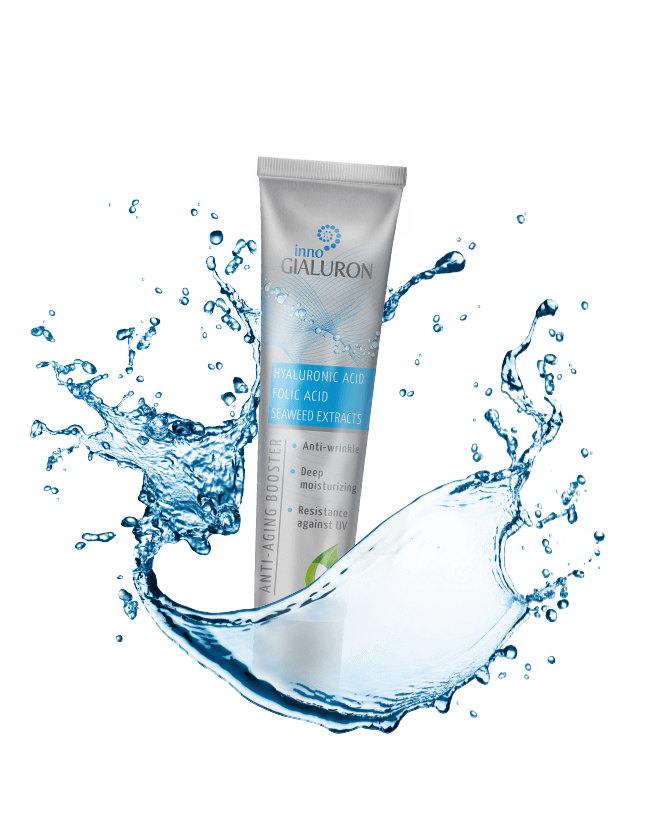 inno
GIALURON
HYALURONIC ACID
FOLIC ACID
SEAWEED EXTRACTS
ANTI-AGING BOOSTER
Anti-wrinkle
Deep
moisturizing
Resistance
against UV